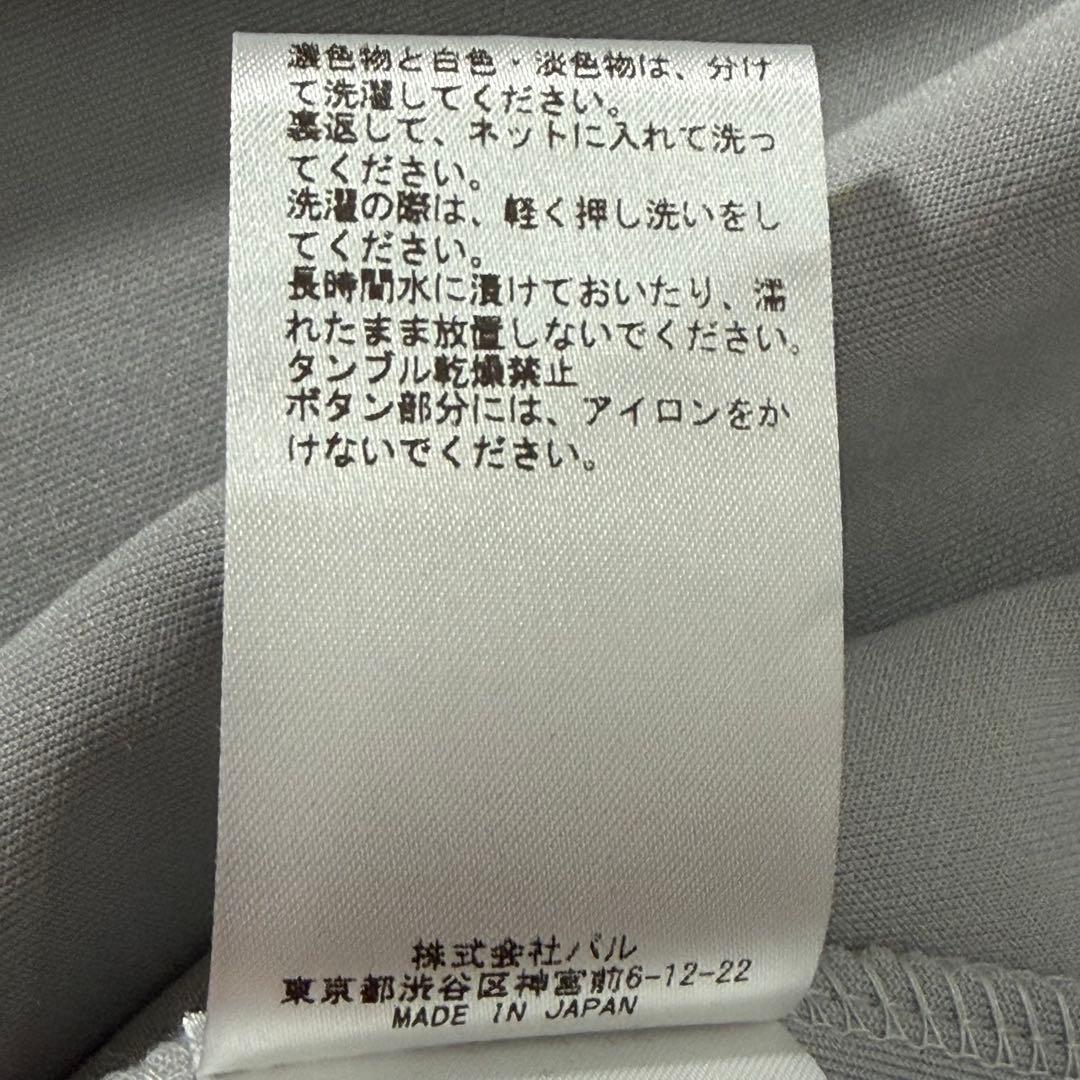 濃色物と白色・淡色物は、分け
て洗濯してください。
裏返して、ネットに入れて洗っ
てください。
洗濯の際は、軽く押し洗いをし
てください。
長時間水に漬けておいたり、濡
れたまま放置しないでください。
タンブル乾燥禁止
ボタン部分には、アイロンをか
けないでください。
株式会社パル
東京都渋谷区神宮前6-12-22
MADE IN JAPAN